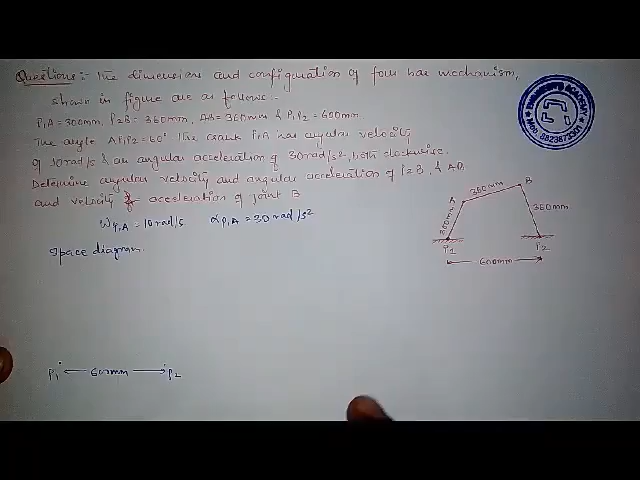 Questions:- The dimensions and configuration of four bar mechanism,
shown in figure are as follows:-
P1A = 300mm, P2B = 360mm, AB = 360mm & P1P2 = 600mm.
The angle AP1P2 = 60° The crank P1A has angular velocity
of 10 rad/s & an angular acceleration of 30 rad/s², both clockwise.
Determine angular velocity and angular acceleration of P2B, & AB
and velocity & acceleration of joint B
ωP1A = 10 rad/s αP1A = 30 rad/s²
Space diagram.
A 360mm B
300mm
360mm
P1 P2
600mm
P1 600mm P2